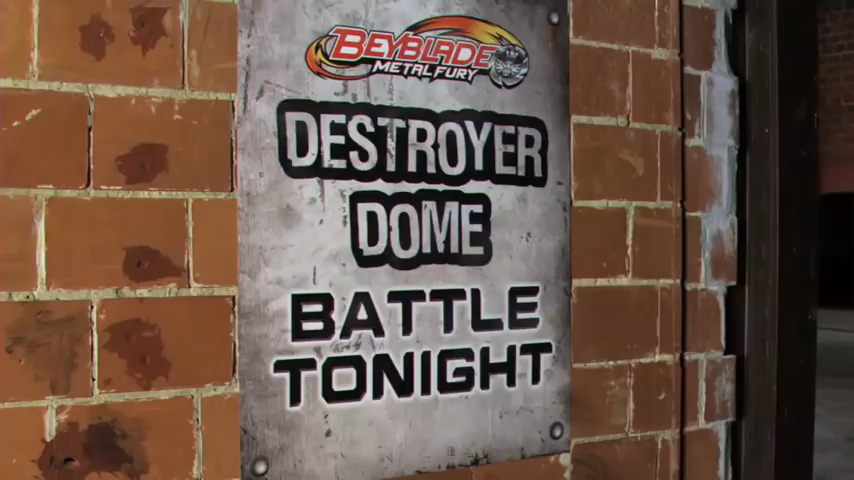 BEYBLADE
METAL FURY
DESTROYER
DOME
BATTLE
TONIGHT